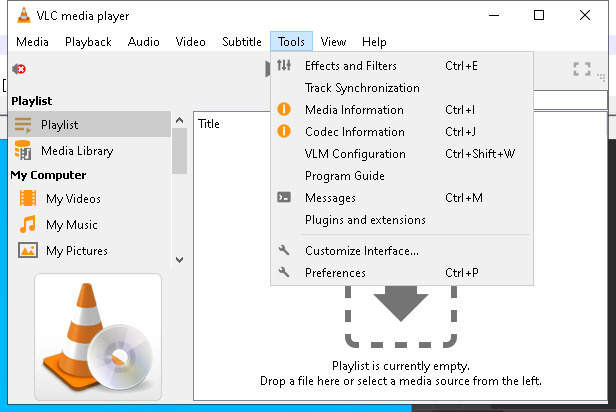 VLC media player
Media Playback Audio Video Subtitle Tools View Help
Effects and Filters Ctrl+E
Track Synchronization
Media Information Ctrl+I
Codec Information Ctrl+J
VLM Configuration Ctrl+Shift+W
Program Guide
Messages Ctrl+M
Plugins and extensions
Customize Interface...
Preferences Ctrl+P
Playlist
Playlist
Media Library
My Computer
My Videos
My Music
My Pictures
Title
Playlist is currently empty.
Drop a file here or select a media source from the left.